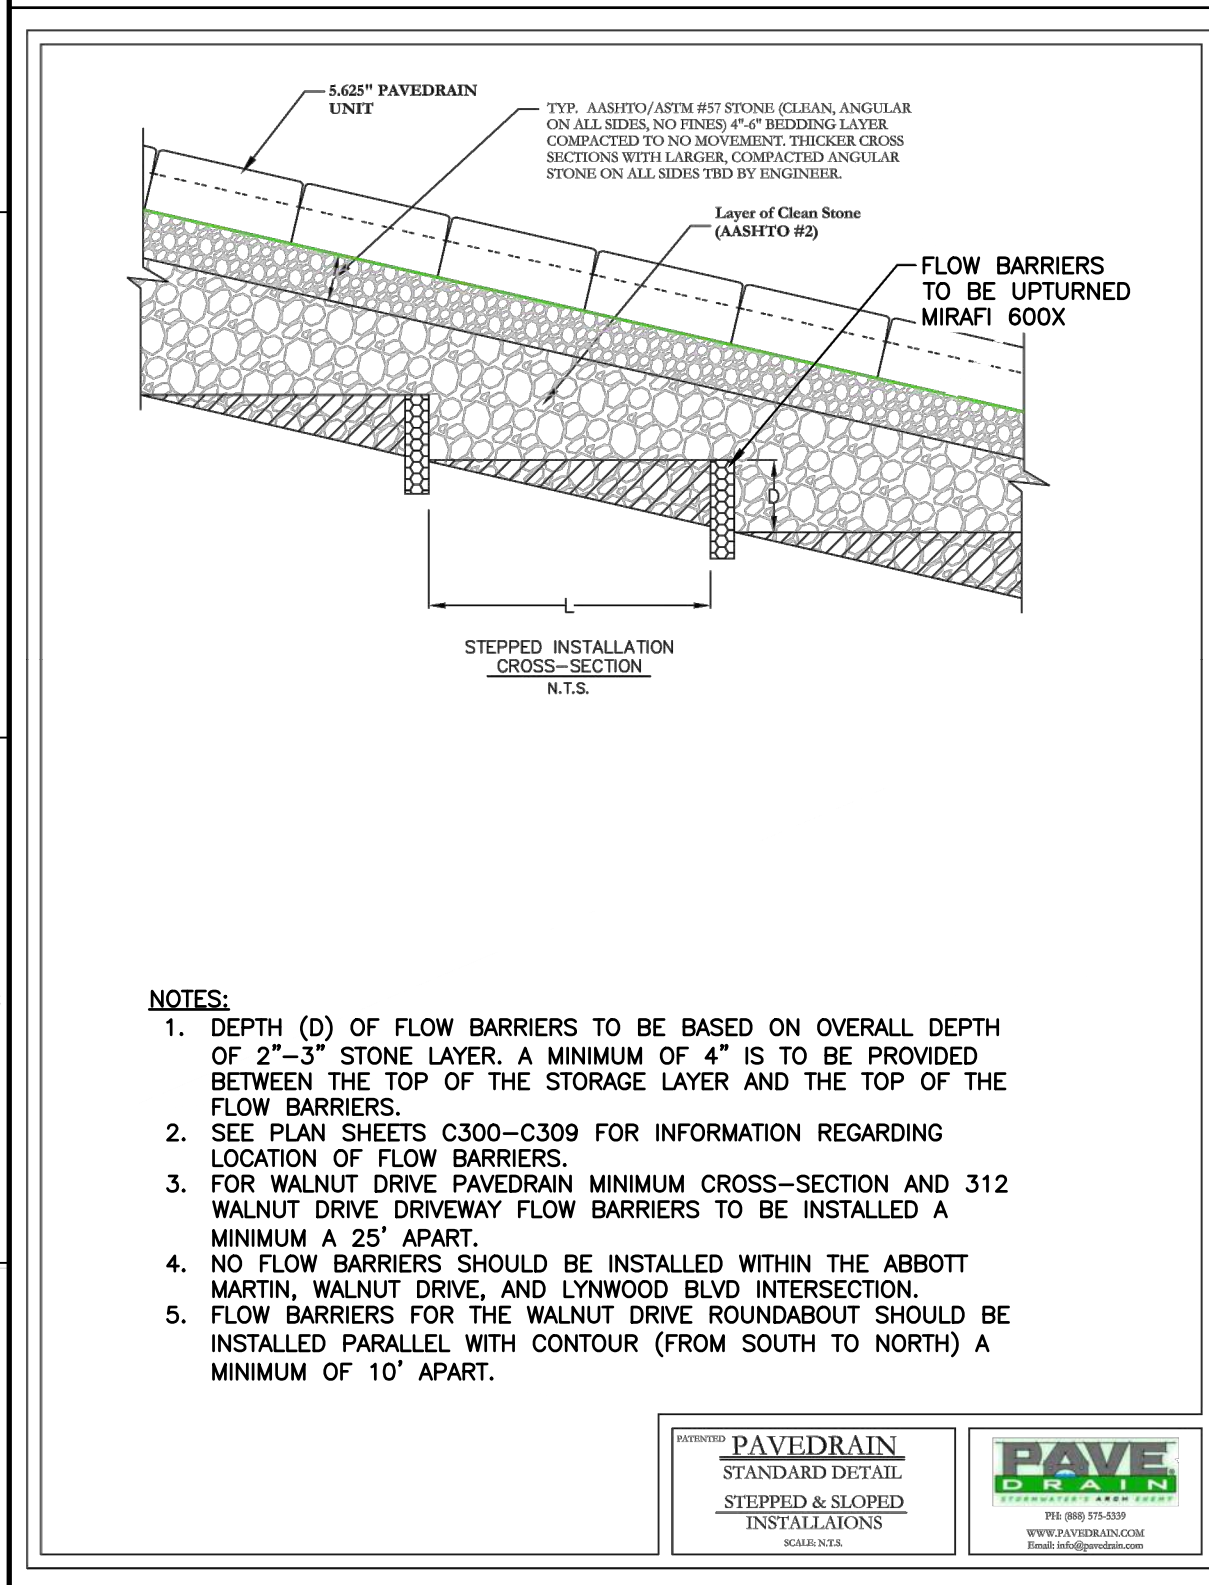 5.625" PAVEDRAIN
UNIT
TYP. AASHTO/ASTM #57 STONE (CLEAN, ANGULAR
ON ALL SIDES, NO FINES) 4"-6" BEDDING LAYER
COMPACTED TO NO MOVEMENT. THICKER CROSS
SECTIONS WITH LARGER, COMPACTED ANGULAR
STONE ON ALL SIDES TBD BY ENGINEER.
Layer of Clean Stone
(AASHTO #2)
FLOW BARRIERS
TO BE UPTURNED
MIRAFI 600X
D
L
STEPPED INSTALLATION
CROSS-SECTION
N.T.S.
NOTES:
1. DEPTH (D) OF FLOW BARRIERS TO BE BASED ON OVERALL DEPTH
OF 2"-3" STONE LAYER. A MINIMUM OF 4" IS TO BE PROVIDED
BETWEEN THE TOP OF THE STORAGE LAYER AND THE TOP OF THE
FLOW BARRIERS.
2. SEE PLAN SHEETS C300-C309 FOR INFORMATION REGARDING
LOCATION OF FLOW BARRIERS.
3. FOR WALNUT DRIVE PAVEDRAIN MINIMUM CROSS-SECTION AND 312
WALNUT DRIVE DRIVEWAY FLOW BARRIERS TO BE INSTALLED A
MINIMUM A 25' APART.
4. NO FLOW BARRIERS SHOULD BE INSTALLED WITHIN THE ABBOTT
MARTIN, WALNUT DRIVE, AND LYNWOOD BLVD INTERSECTION.
5. FLOW BARRIERS FOR THE WALNUT DRIVE ROUNDABOUT SHOULD BE
INSTALLED PARALLEL WITH CONTOUR (FROM SOUTH TO NORTH) A
MINIMUM OF 10' APART.
PATENTED PAVEDRAIN
STANDARD DETAIL
STEPPED & SLOPED
INSTALLAIONS
SCALE: N.T.S.
PAVE
DRAIN
STORMWATER'S ARCH ENEMY
PH: (888) 575-5339
WWW.PAVEDRAIN.COM
Email: info@pavedrain.com